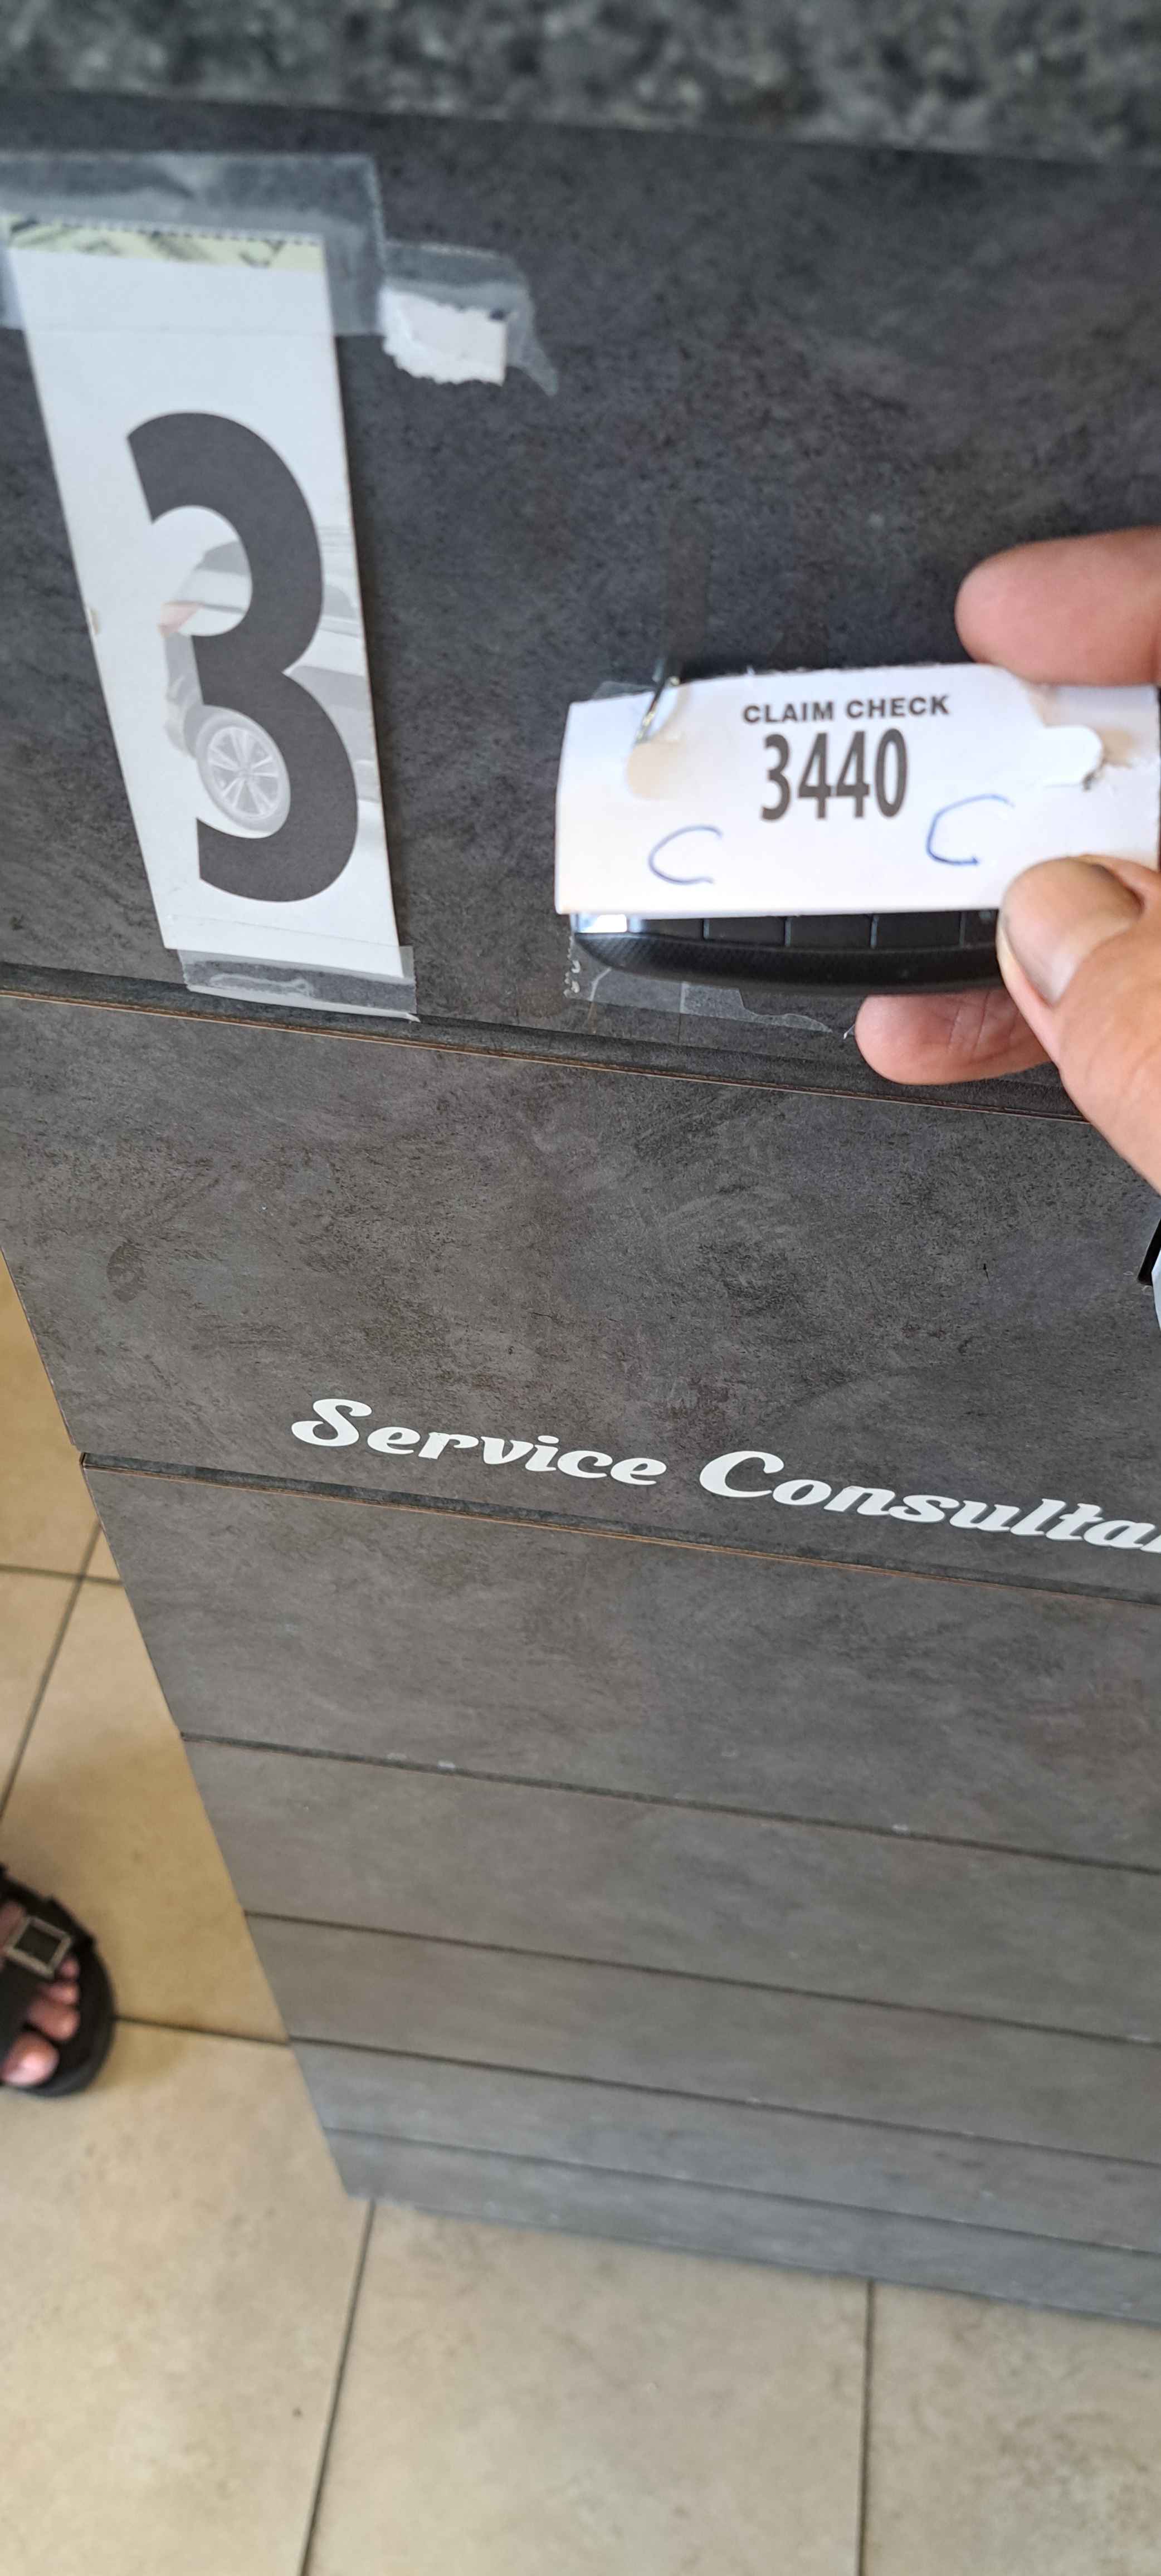 3
CLAIM CHECK
3440
C C
Service Consulta